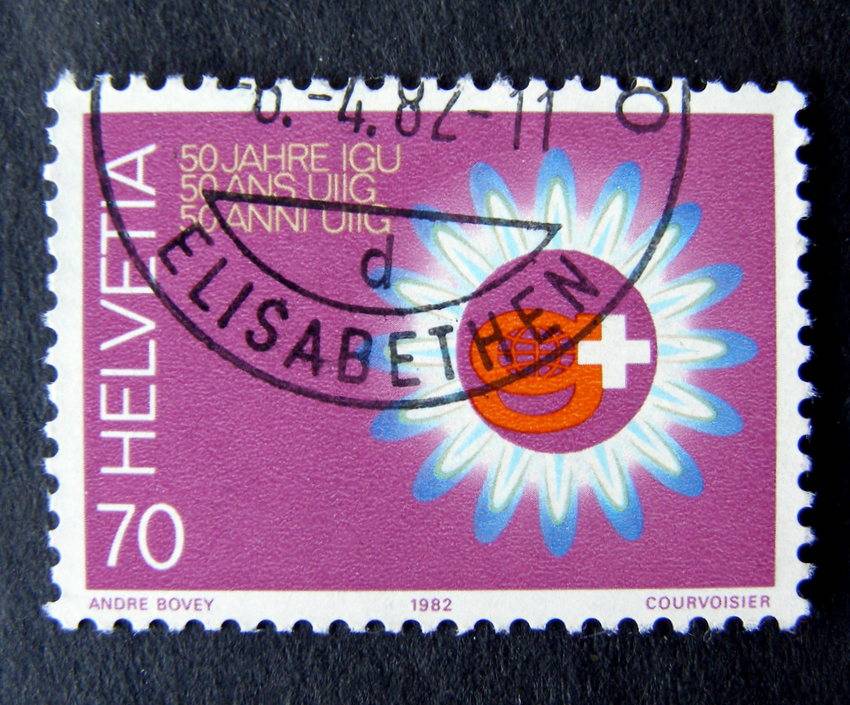 -6.-4.82-11
50 JAHRE IGU
50 ANS UIIG
50 ANNI UIIG
d
ELISABETHEN
HELVETIA
g
70
ANDRE BOVEY 1982 COURVOISIER